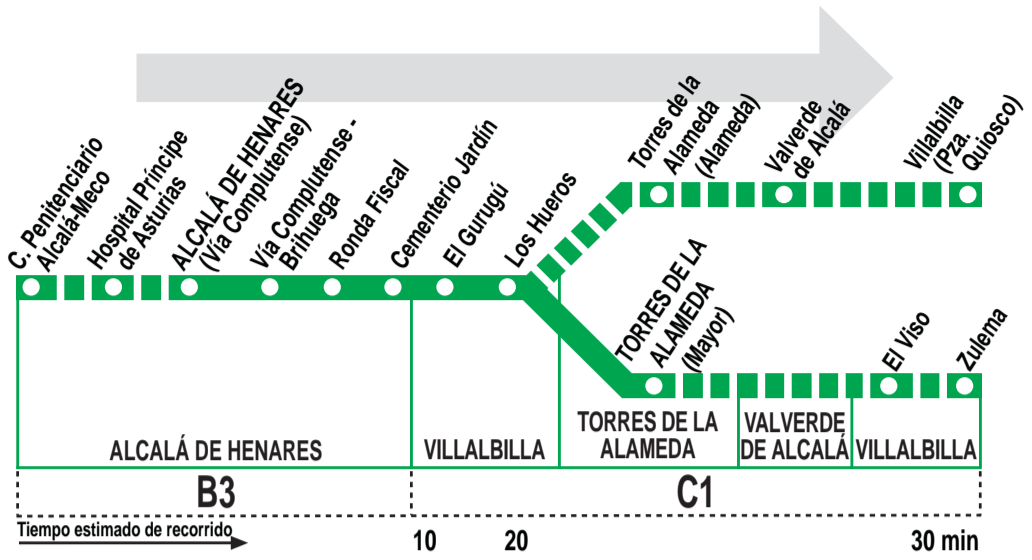 C. Penitenciario
Alcalá-Meco
Hospital Príncipe
de Asturias
ALCALÁ DE HENARES
(Vía Complutense)
Vía Complutense -
Brihuega
Ronda Fiscal
Cementerio Jardín
El Gurugú
Los Hueros
Torres de la
Alameda
(Alameda)
Valverde
de Alcalá
Villalbilla
(Pza.
Quiosco)
TORRES DE LA
ALAMEDA
(Mayor)
El Viso
Zulema
ALCALÁ DE HENARES
VILLALBILLA
TORRES DE LA
ALAMEDA
VALVERDE
DE ALCALÁ
VILLALBILLA
B3
C1
Tiempo estimado de recorrido
10
20
30 min